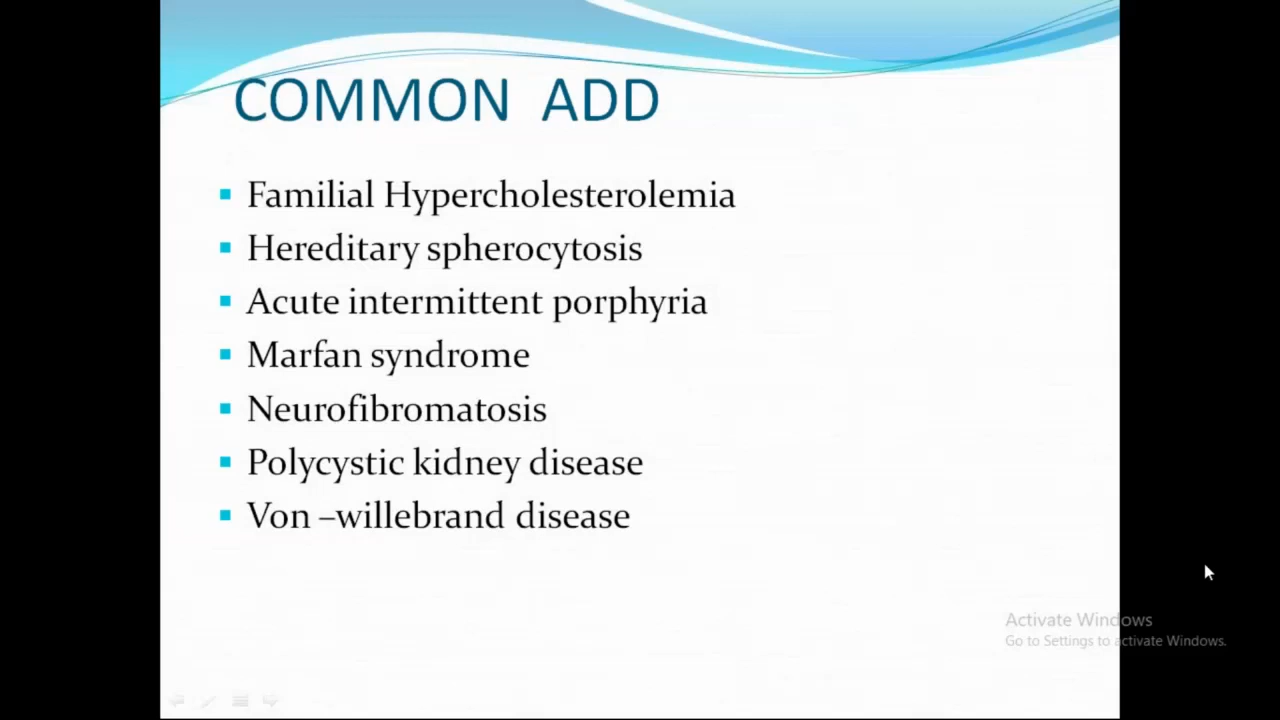 COMMON ADD
Familial Hypercholesterolemia
Hereditary spherocytosis
Acute intermittent porphyria
Marfan syndrome
Neurofibromatosis
Polycystic kidney disease
Von –willebrand disease
Activate Windows
Go to Settings to activate Windows.